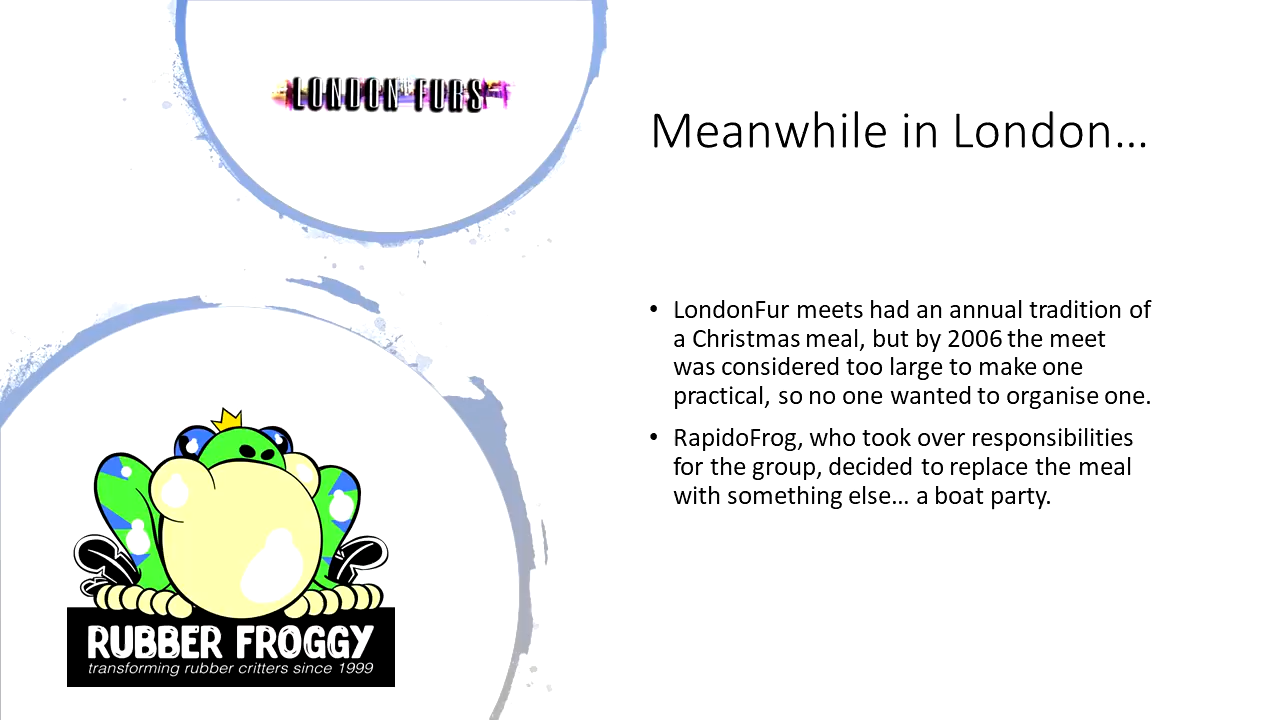 LONDON FURS
Meanwhile in London…
• LondonFur meets had an annual tradition of
a Christmas meal, but by 2006 the meet
was considered too large to make one
practical, so no one wanted to organise one.
• RapidoFrog, who took over responsibilities
for the group, decided to replace the meal
with something else… a boat party.
RUBBER FROGGY
transforming rubber critters since 1999